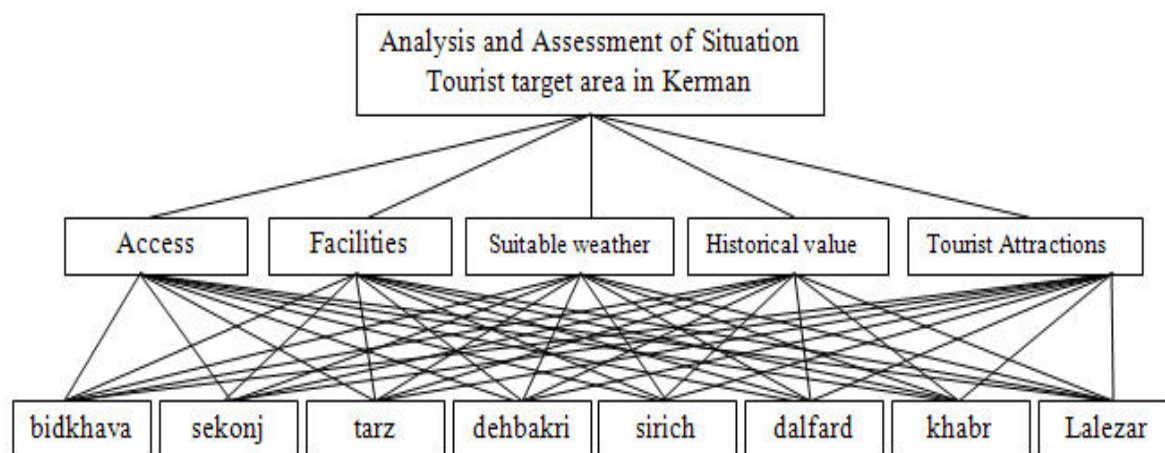 Analysis and Assessment of Situation
Tourist target area in Kerman
Access
Facilities
Suitable weather
Historical value
Tourist Attractions
bidkhava
sekonj
tarz
dehbakri
sirich
dalfard
khabr
Lalezar